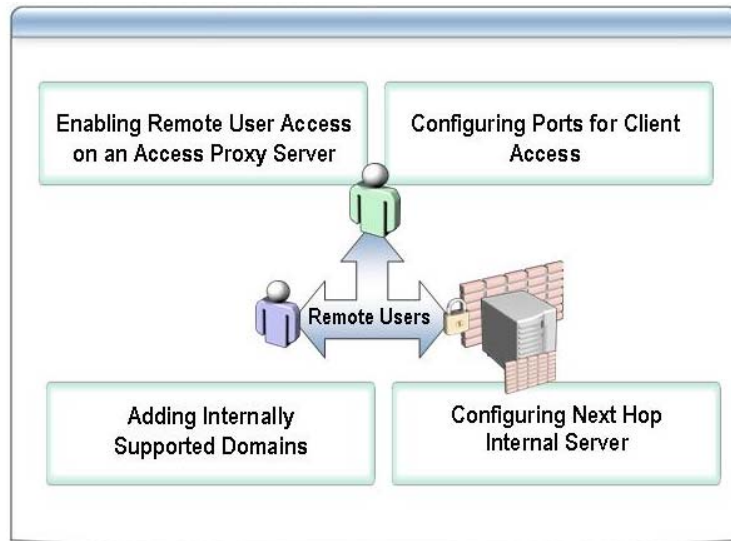 Enabling Remote User Access
on an Access Proxy Server
Configuring Ports for Client
Access
Remote Users
Adding Internally
Supported Domains
Configuring Next Hop
Internal Server